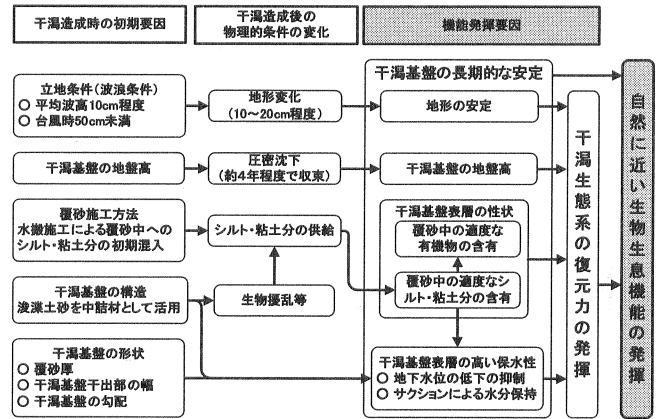 干潟造成時の初期要因
干潟造成後の
物理的条件の変化
機能発揮要因
立地条件(波浪条件)
○ 平均波高10cm程度
○ 台風時50cm未満
地形変化
(10～20cm程度)
干潟基盤の長期的な安定
地形の安定
干潟基盤の地盤高
圧密沈下
(約4年程度で収束)
干潟基盤の地盤高
覆砂施工方法
水搬施工による覆砂中への
シルト・粘土分の初期混入
シルト・粘土分の供給
干潟基盤表層の性状
覆砂中の適度な
有機物の含有
覆砂中の適度なシ
ルト・粘土分の含有
干潟基盤の構造
浚渫土砂を中詰材として活用
生物擾乱等
干潟基盤の形状
○ 覆砂厚
○ 干潟基盤干出部の幅
○ 干潟基盤の勾配
干潟基盤表層の高い保水性
○ 地下水位の低下の抑制
○ サクションによる水分保持
干潟生態系の復元力の発揮
自然に近い生物生息機能の発揮